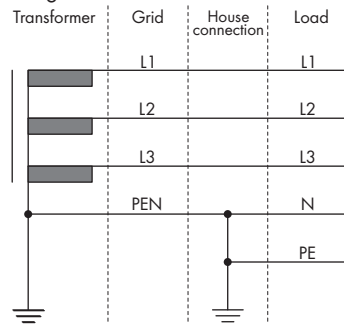 Transformer Grid House connection Load
L1 L1
L2 L2
L3 L3
PEN N
PE